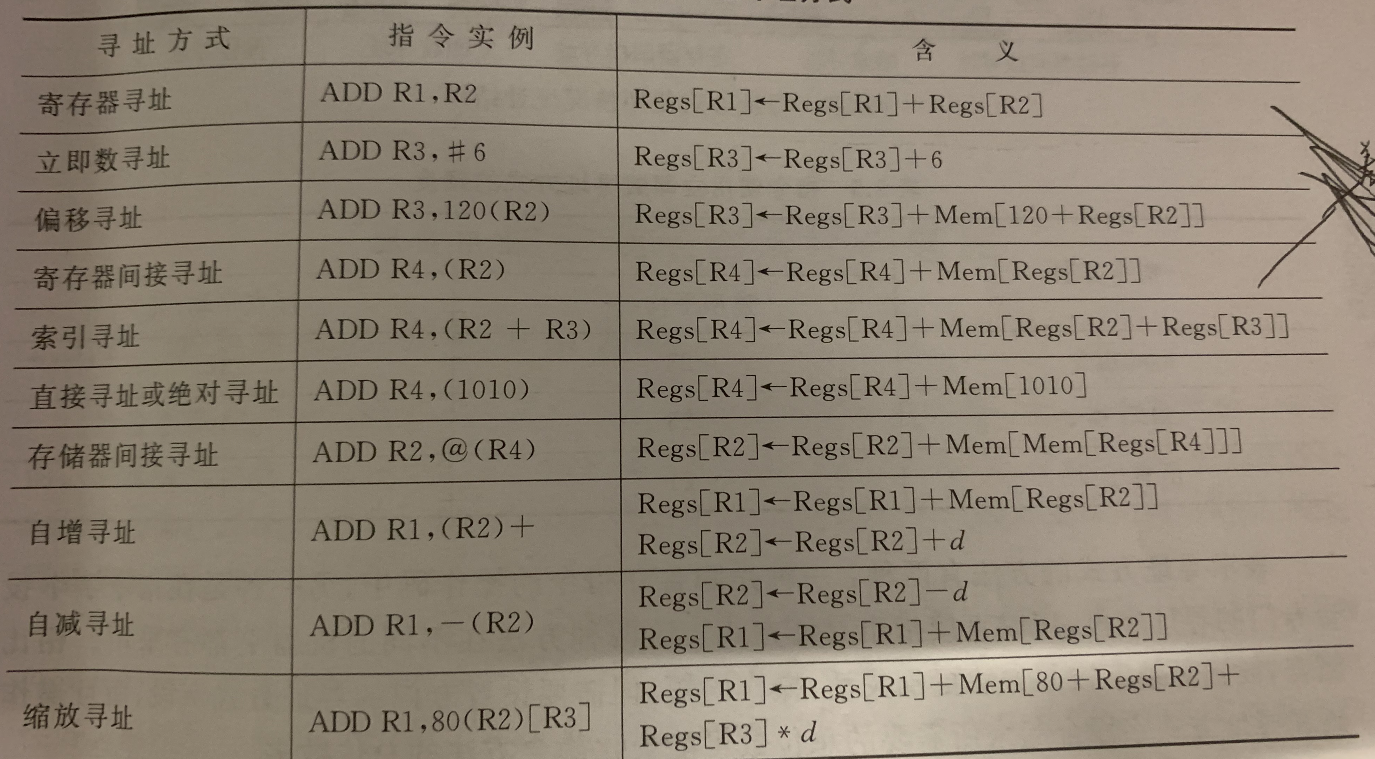 寻址方式 指令实例 含义
寄存器寻址 ADD R1,R2 Regs[R1]←Regs[R1]+Regs[R2]
立即数寻址 ADD R3,#6 Regs[R3]←Regs[R3]+6
偏移寻址 ADD R3,120(R2) Regs[R3]←Regs[R3]+Mem[120+Regs[R2]]
寄存器间接寻址 ADD R4,(R2) Regs[R4]←Regs[R4]+Mem[Regs[R2]]
索引寻址 ADD R4,(R2 + R3) Regs[R4]←Regs[R4]+Mem[Regs[R2]+Regs[R3]]
直接寻址或绝对寻址 ADD R4,(1010) Regs[R4]←Regs[R4]+Mem[1010]
存储器间接寻址 ADD R2,@(R4) Regs[R2]←Regs[R2]+Mem[Mem[Regs[R4]]]
自增寻址 ADD R1,(R2)+ Regs[R1]←Regs[R1]+Mem[Regs[R2]]
Regs[R2]←Regs[R2]+d
自减寻址 ADD R1,-(R2) Regs[R2]←Regs[R2]-d
Regs[R1]←Regs[R1]+Mem[Regs[R2]]
缩放寻址 ADD R1,80(R2)[R3] Regs[R1]←Regs[R1]+Mem[80+Regs[R2]+
Regs[R3]*d